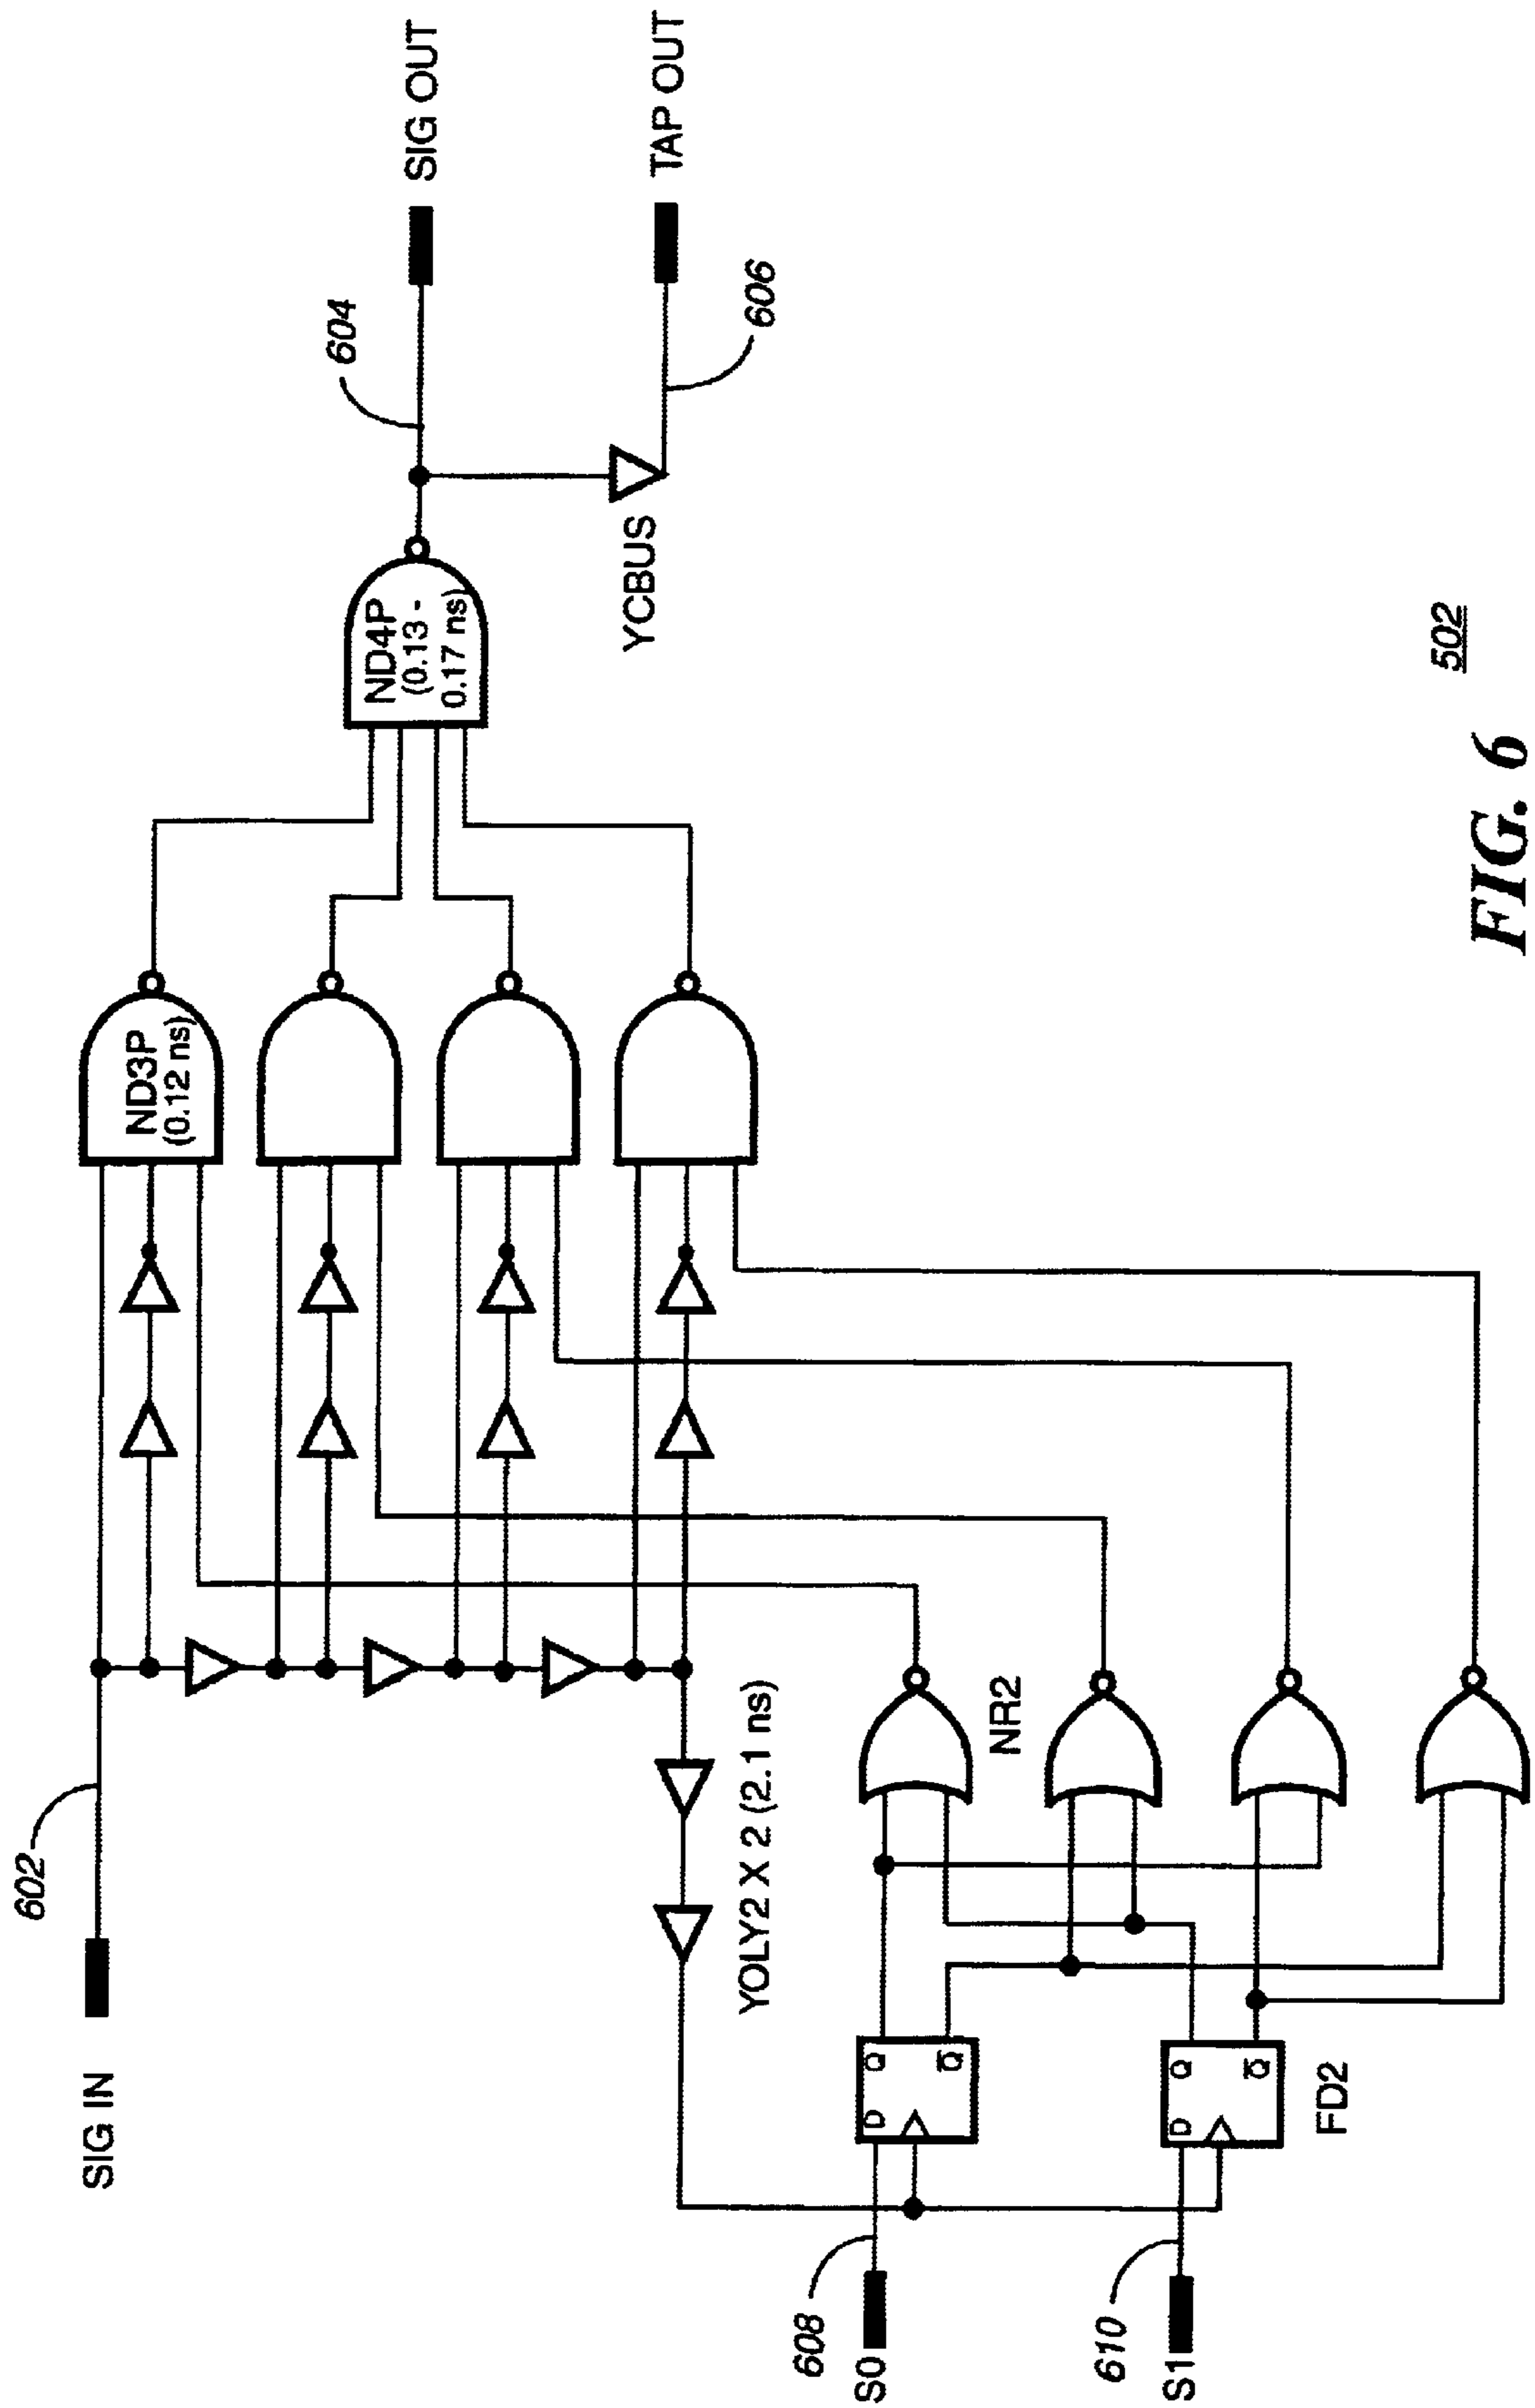 602
SIG IN
ND3P
(0.12 ns)
ND4P
(0.13 -
0.17 ns)
604
SIG OUT
YCBUS
606
TAP OUT
YOLY2 X 2 (2.1 ns)
608
S0
D
Q
Q̅
NR2
610
S1
D
Q
Q̅
FD2
502
FIG. 6